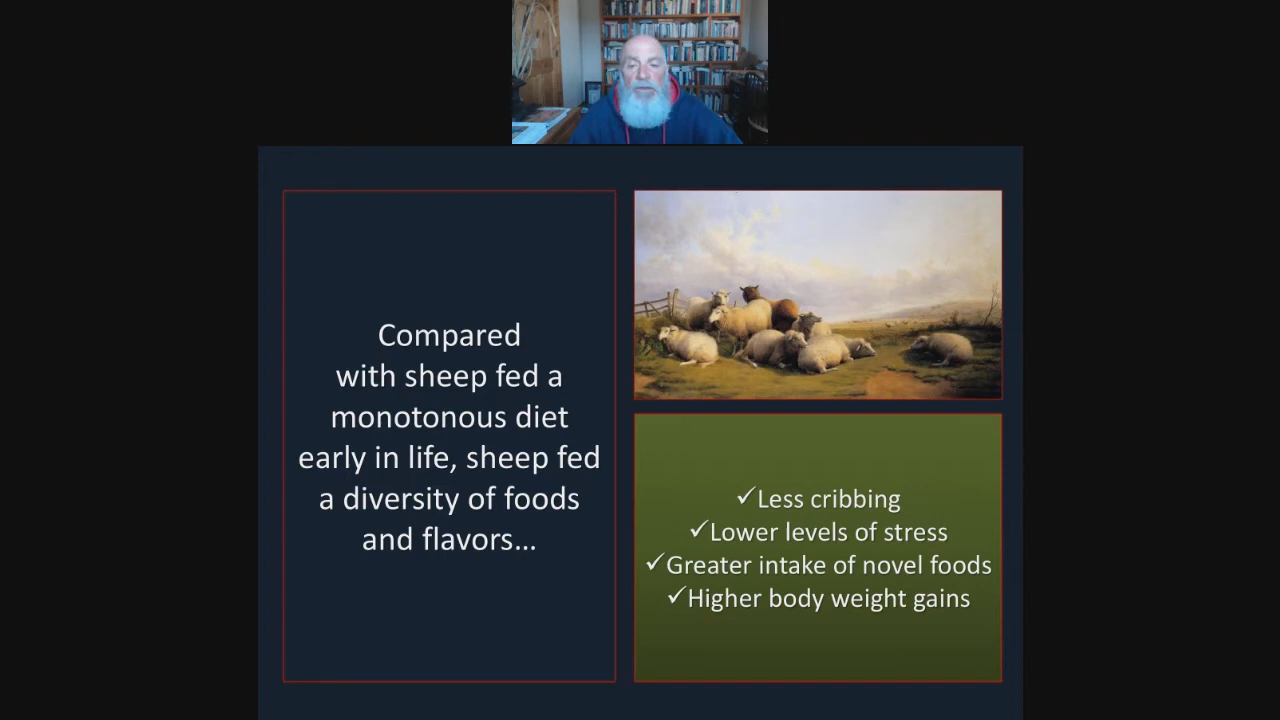 Compared
with sheep fed a
monotonous diet
early in life, sheep fed
a diversity of foods
and flavors…
✓Less cribbing
✓Lower levels of stress
✓Greater intake of novel foods
✓Higher body weight gains